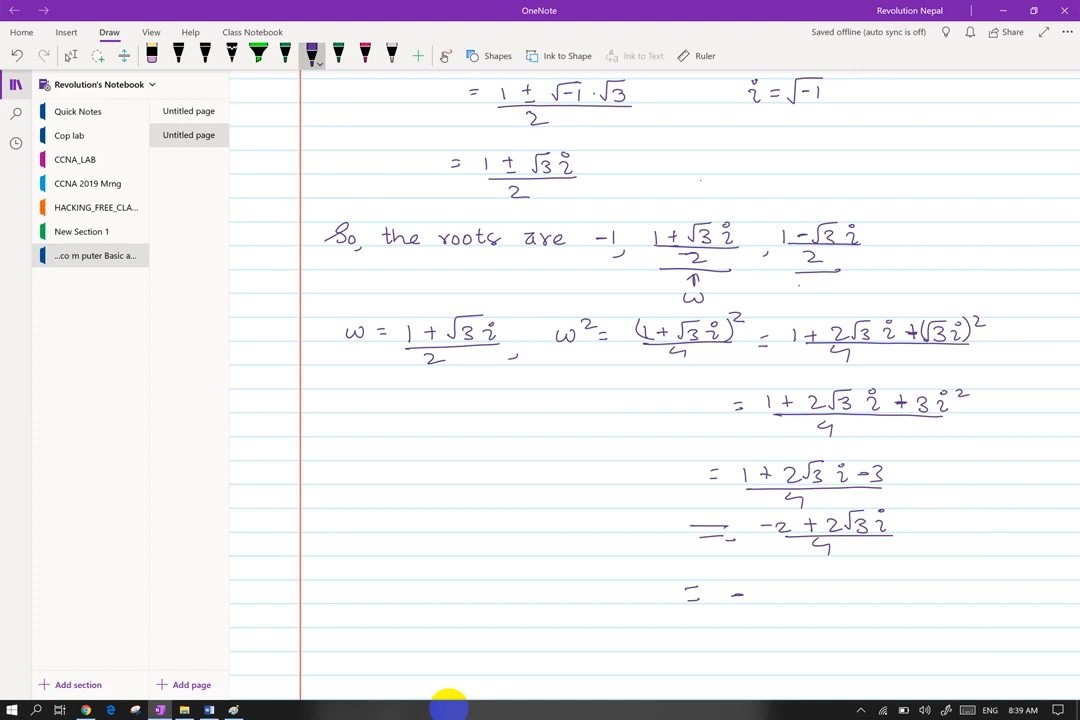 OneNote
Revolution Nepal
Home Insert Draw View Help Class Notebook
Saved offline (auto sync is off)
Share
Shapes Ink to Shape Ink to Text Ruler
Revolution's Notebook
Quick Notes
Cop lab
CCNA_LAB
CCNA 2019 Mrng
HACKING_FREE_CLA...
New Section 1
...co m puter Basic a...
Untitled page
Untitled page
= (1 ± √-1 · √3)/2    i = √-1
= (1 ± √3 i)/2
So, the roots are -1, (1 + √3 i)/2 , (1 - √3 i)/2
↑
ω
ω = (1 + √3 i)/2 , ω² = (1 + √3 i)²/4 = (1 + 2√3 i + (√3 i)²)/4
= (1 + 2√3 i + 3 i²)/4
= (1 + 2√3 i - 3)/4
= (-2 + 2√3 i)/4
= -
+ Add section + Add page
ENG 8:39 AM